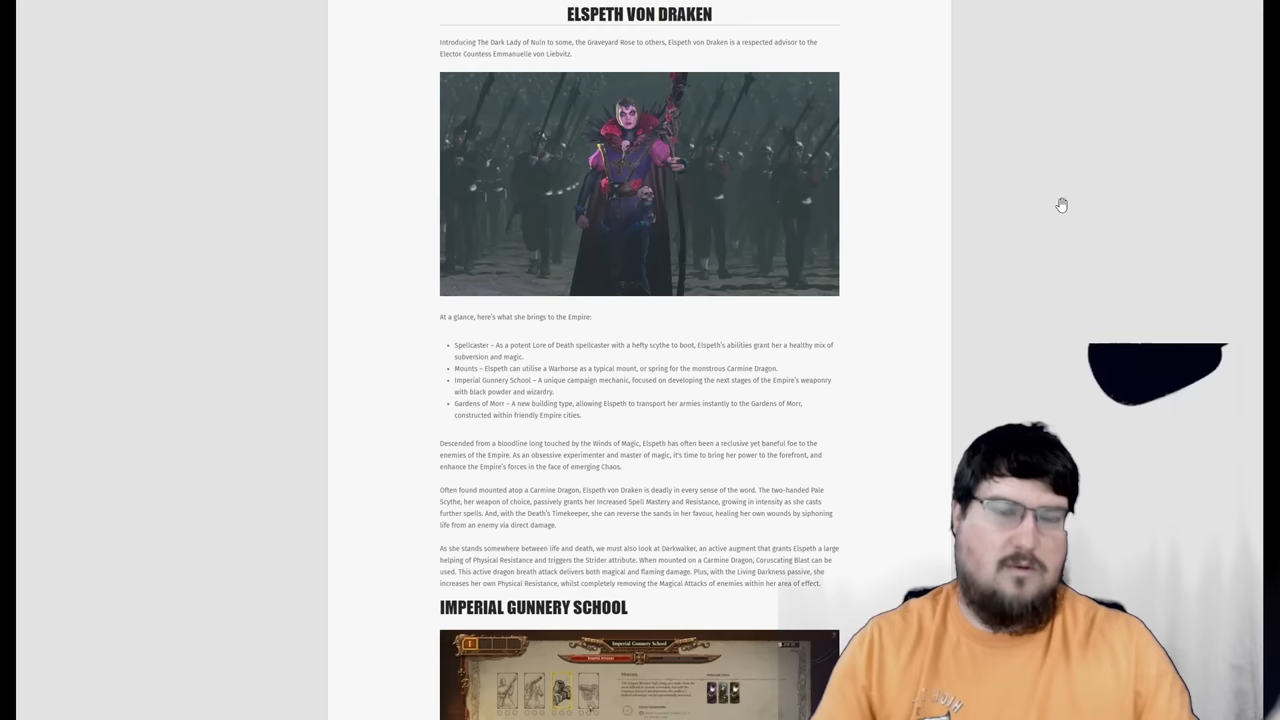 ELSPETH VON DRAKEN
Introducing The Dark Lady of Nuln to some, the Graveyard Rose to others, Elspeth von Draken is a respected advisor to the
Elector Countess Emmanuelle von Liebvitz.
At a glance, here's what she brings to the Empire:
• Spellcaster – As a potent Lore of Death spellcaster with a hefty scythe to boot, Elspeth's abilities grant her a healthy mix of
subversion and magic.
• Mounts – Elspeth can utilise a Warhorse as a typical mount, or spring for the monstrous Carmine Dragon.
• Imperial Gunnery School – A unique campaign mechanic, focused on developing the next stages of the Empire's weaponry
with black powder and wizardry.
• Gardens of Morr – A new building type, allowing Elspeth to transport her armies instantly to the Gardens of Morr,
constructed within friendly Empire cities.
Descended from a bloodline long touched by the Winds of Magic, Elspeth has often been a reclusive yet baneful foe to the
enemies of the Empire. As an obsessive experimenter and master of magic, it's time to bring her power to the forefront, and
enhance the Empire's forces in the face of emerging Chaos.
Often found mounted atop a Carmine Dragon, Elspeth von Draken is deadly in every sense of the word. The two-handed Pale
Scythe, her weapon of choice, passively grants her Increased Spell Mastery and Resistance, growing in intensity as she casts
further spells. And, with the Death's Timekeeper, she can reverse the sands in her favour, healing her own wounds by siphoning
life from an enemy via direct damage.
As she stands somewhere between life and death, we must also look at Darkwalker, an active augment that grants Elspeth a large
helping of Physical Resistance and triggers the Strider attribute. When mounted on a Carmine Dragon, Coruscating Blast can be
used. This active dragon breath attack delivers both magical and flaming damage. Plus, with the Living Darkness passive, she
increases her own Physical Resistance, whilst completely removing the Magical Attacks of enemies within her area of effect.
IMPERIAL GUNNERY SCHOOL
Imperial Gunnery School